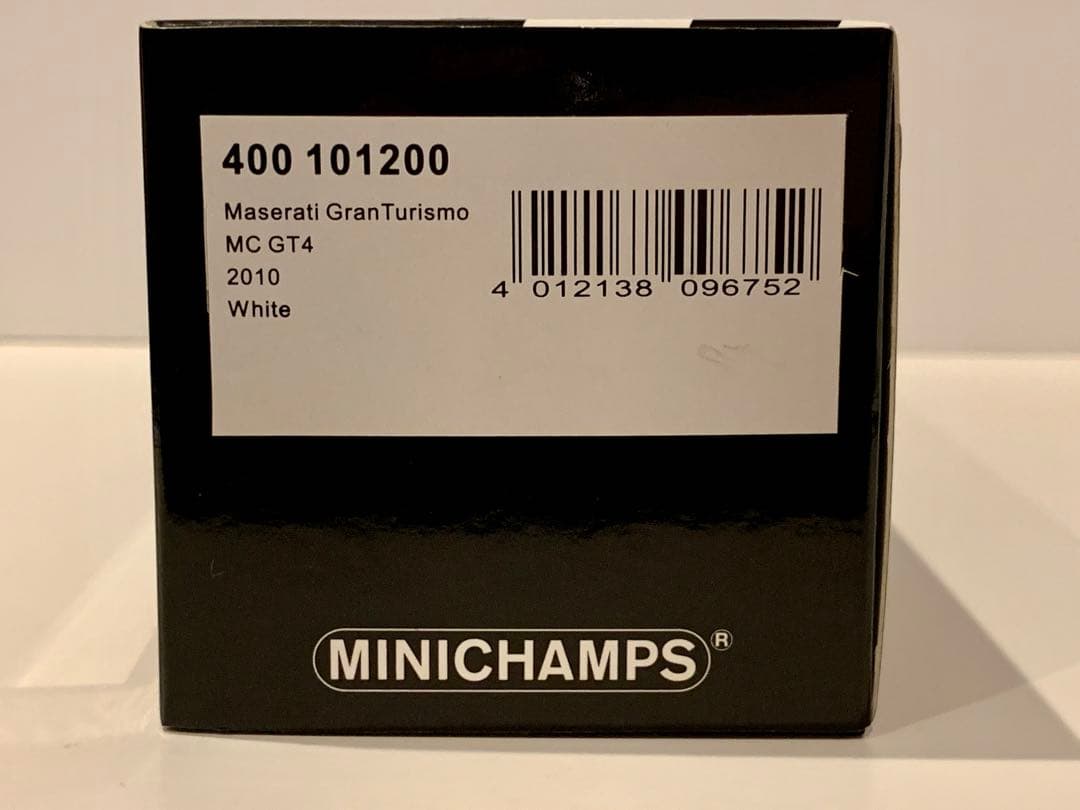 400 101200
Maserati GranTurismo
MC GT4
2010
White
4 012138 096752
MINICHAMPS®